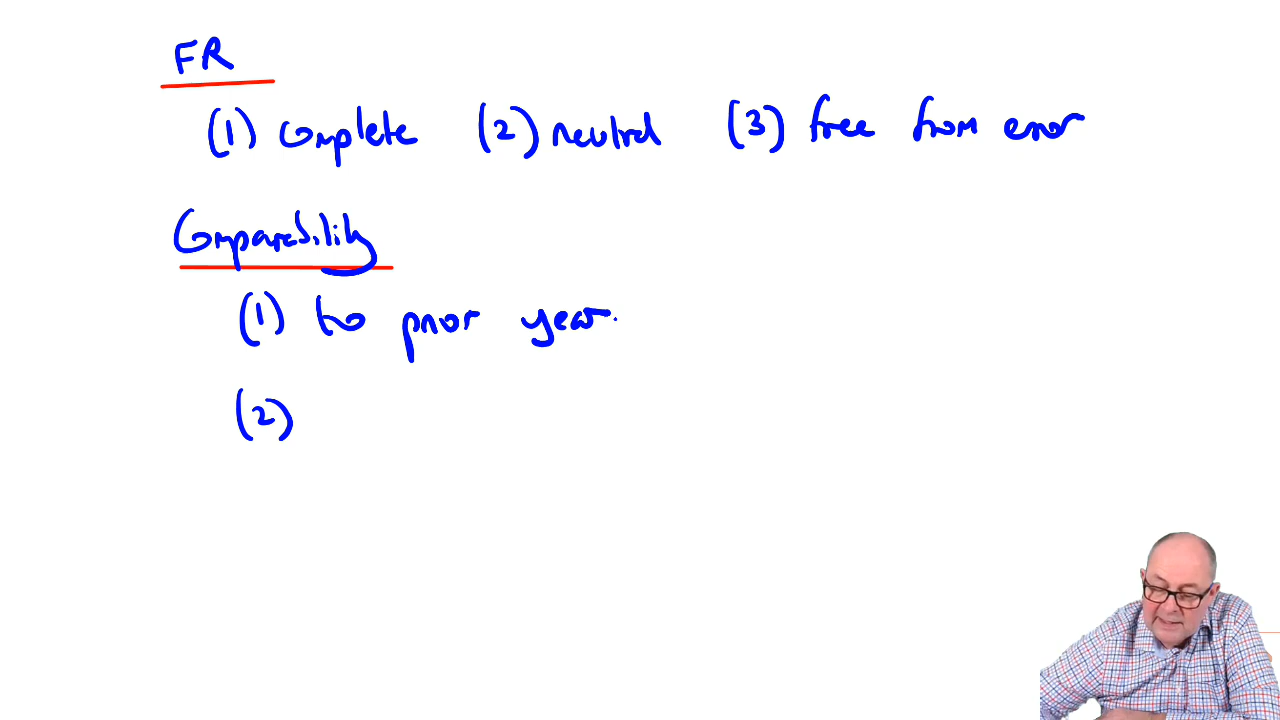 FR
(1) complete (2) neutral (3) free from error
Comparability
(1) to prior year.
(2)